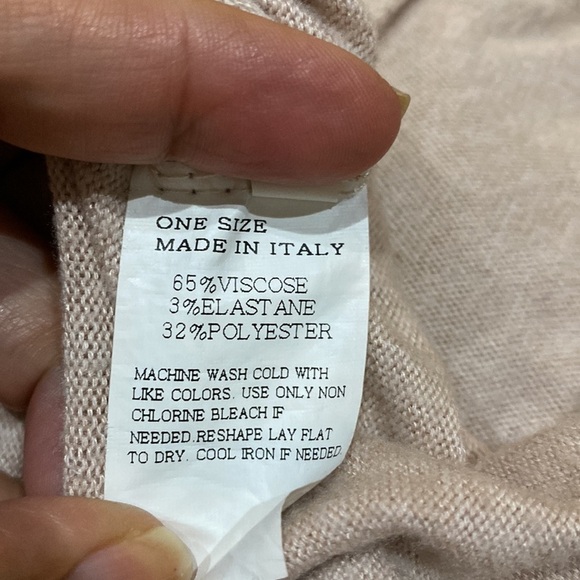 ONE SIZE
MADE IN ITALY
65%VISCOSE
3%ELASTANE
32%POLYESTER
MACHINE WASH COLD WITH
LIKE COLORS. USE ONLY NON
CHLORINE BLEACH IF
NEEDED.RESHAPE LAY FLAT
TO DRY. COOL IRON IF NEEDED.